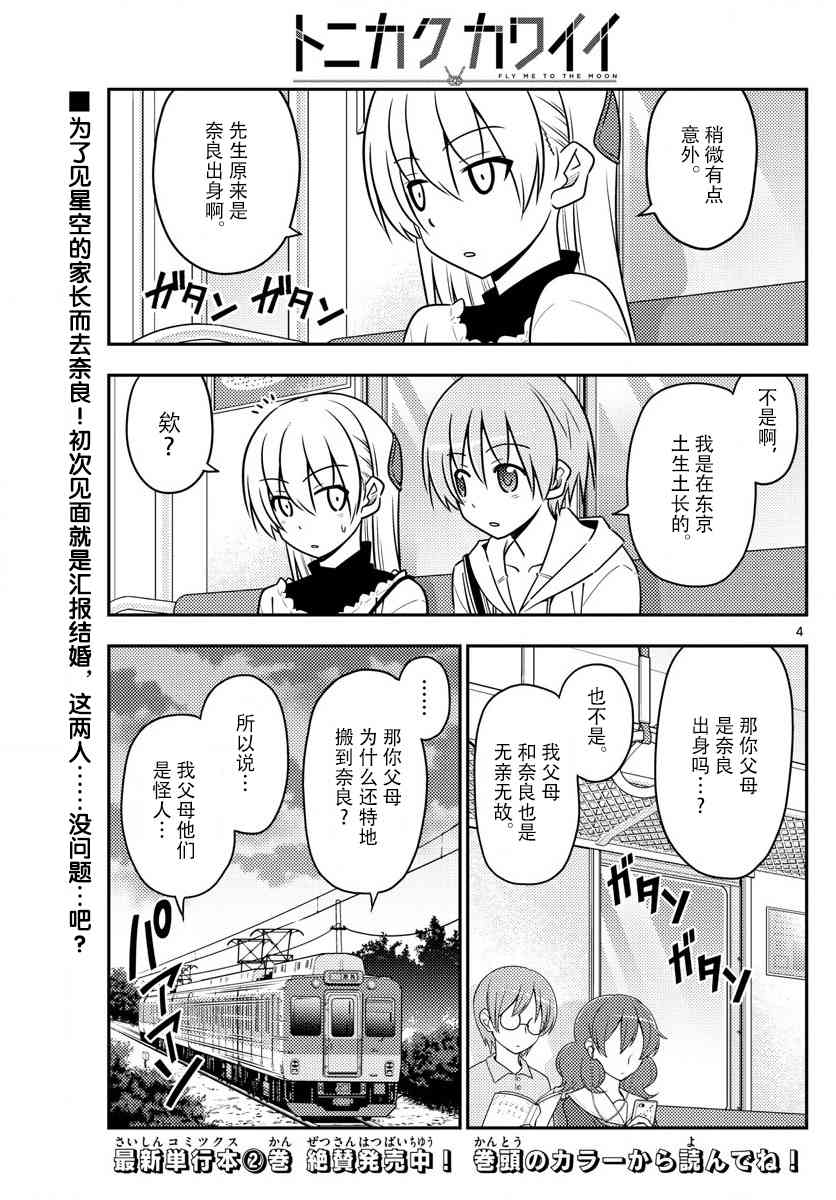 トニカクカワイイ
FLY ME TO THE MOON
■为了见星空的家长而去奈良！初次见面就是汇报结婚，这两人……没问题…吧？
稍微有点
意外。
先生原来是
奈良出身啊。
ガタン
ガタン
不是啊，
我是在东京
土生土长的。
欸？
4
那你父母
是奈良
出身吗…？
也不是。
我父母
和奈良也是
无亲无故。
ガタン
ガタン
……
那你父母
为什么还特地
搬到奈良？
所以说…
我父母他们
是怪人…
パアーアン
さいしんコミックス かん ぜっさんはつばいちゆう かんとう よ
最新単行本②巻 絶賛発売中！ 巻頭のカラーから読んでね！